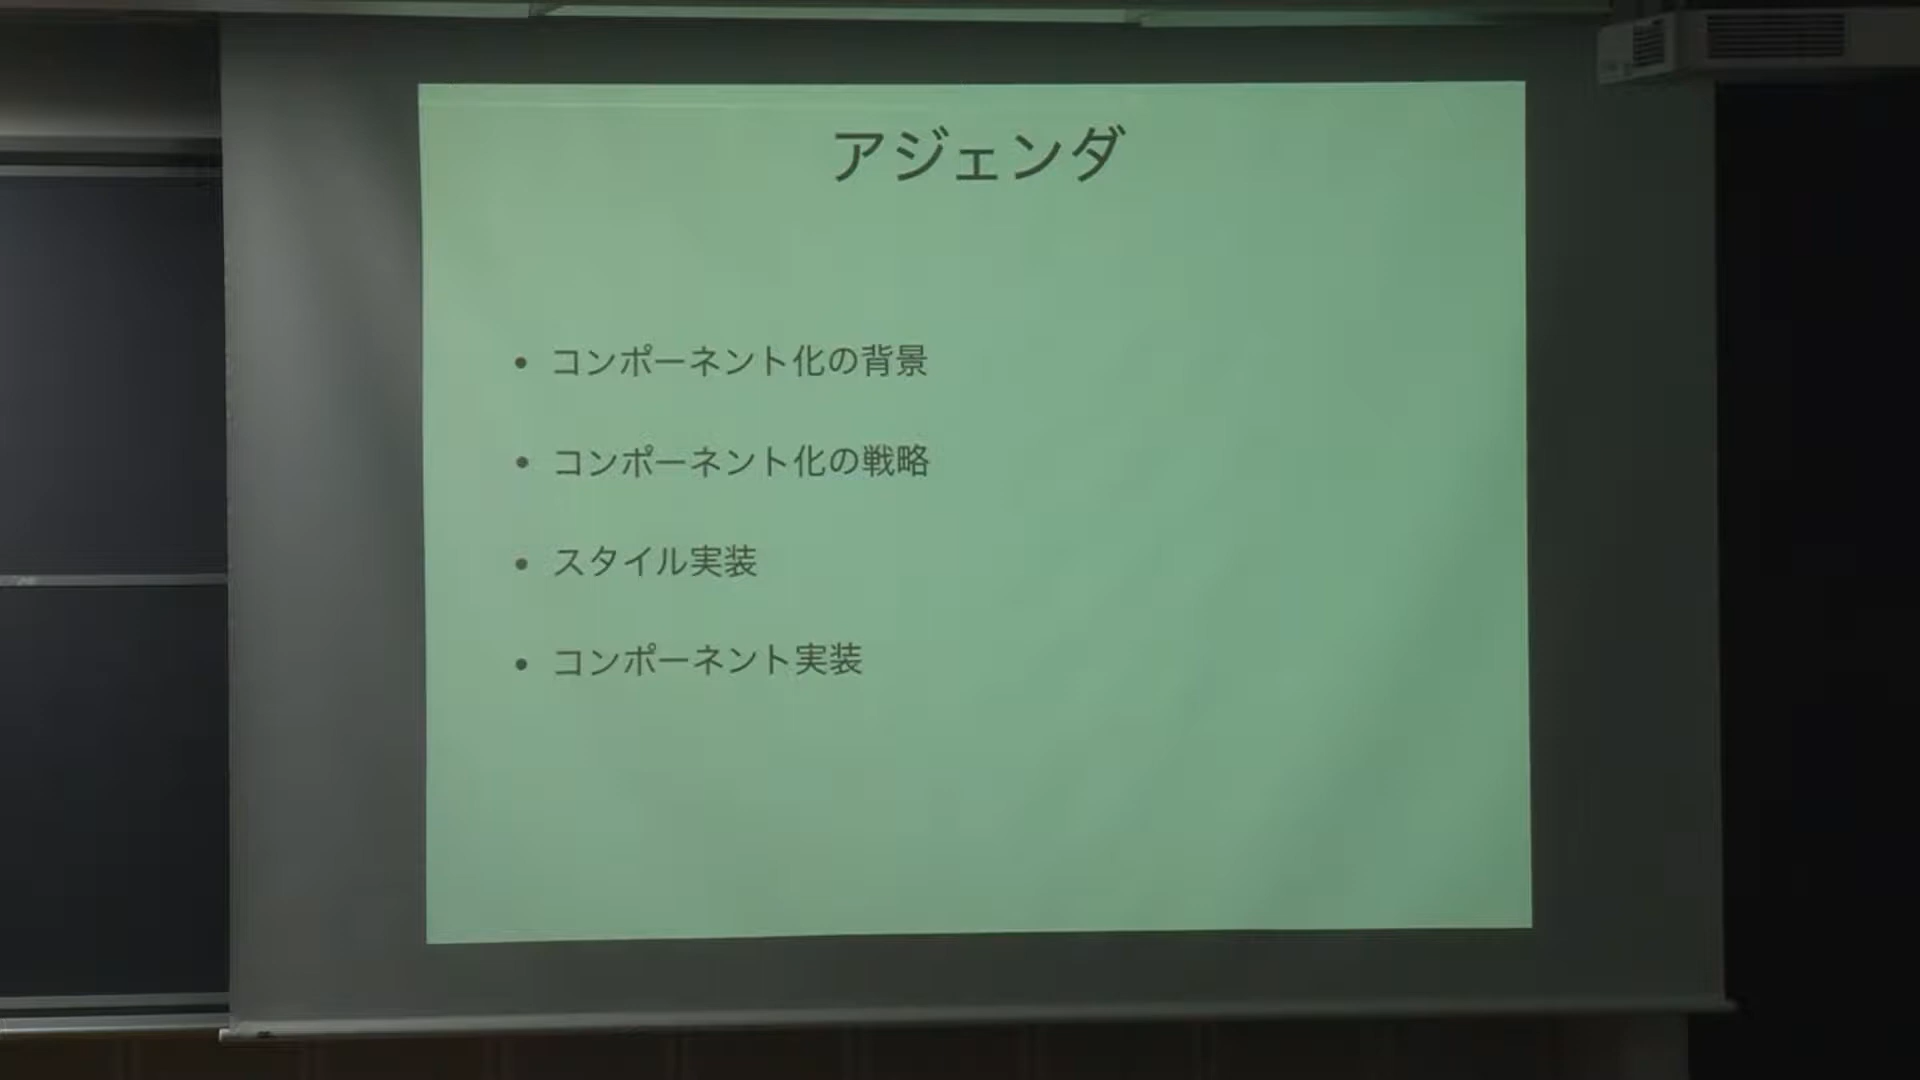 アジェンダ
• コンポーネント化の背景
• コンポーネント化の戦略
• スタイル実装
• コンポーネント実装